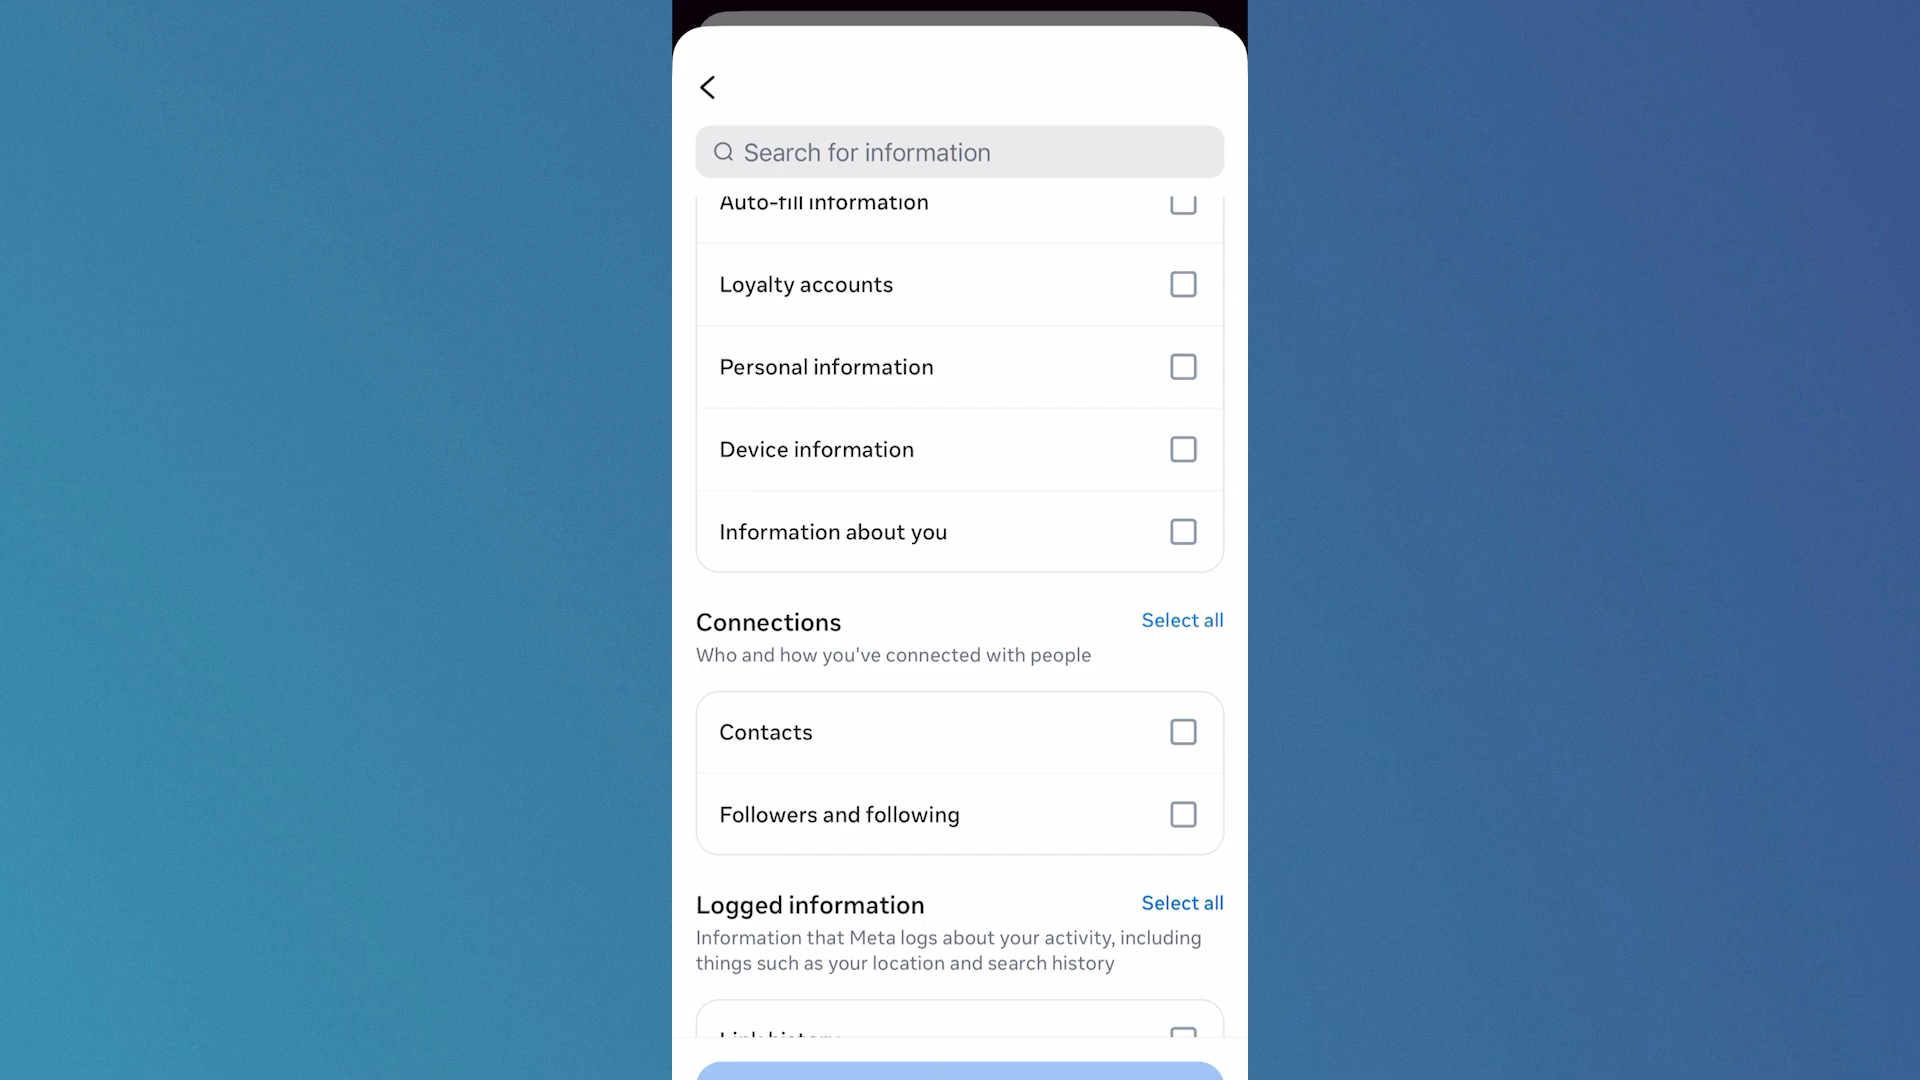 Search for information
Auto-fill information
Loyalty accounts
Personal information
Device information
Information about you
Connections
Select all
Who and how you've connected with people
Contacts
Followers and following
Logged information
Select all
Information that Meta logs about your activity, including
things such as your location and search history
Link history